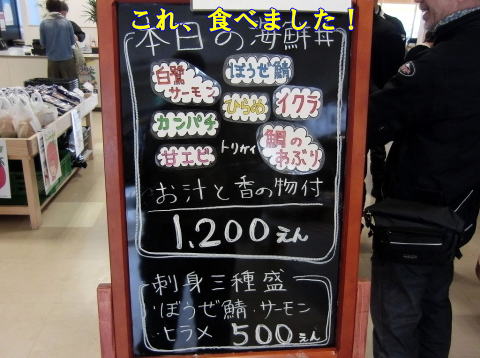 これ、食べました！
本日の海鮮丼
白鷺サーモン
ぼうぜ鯖
ひらめ
イクラ
カンパチ
甘エビ
トリガイ
鯛のあぶり
お汁と香の物付
1,200えん
刺身三種盛
・ぼうぜ鯖・サーモン
・ヒラメ 500えん